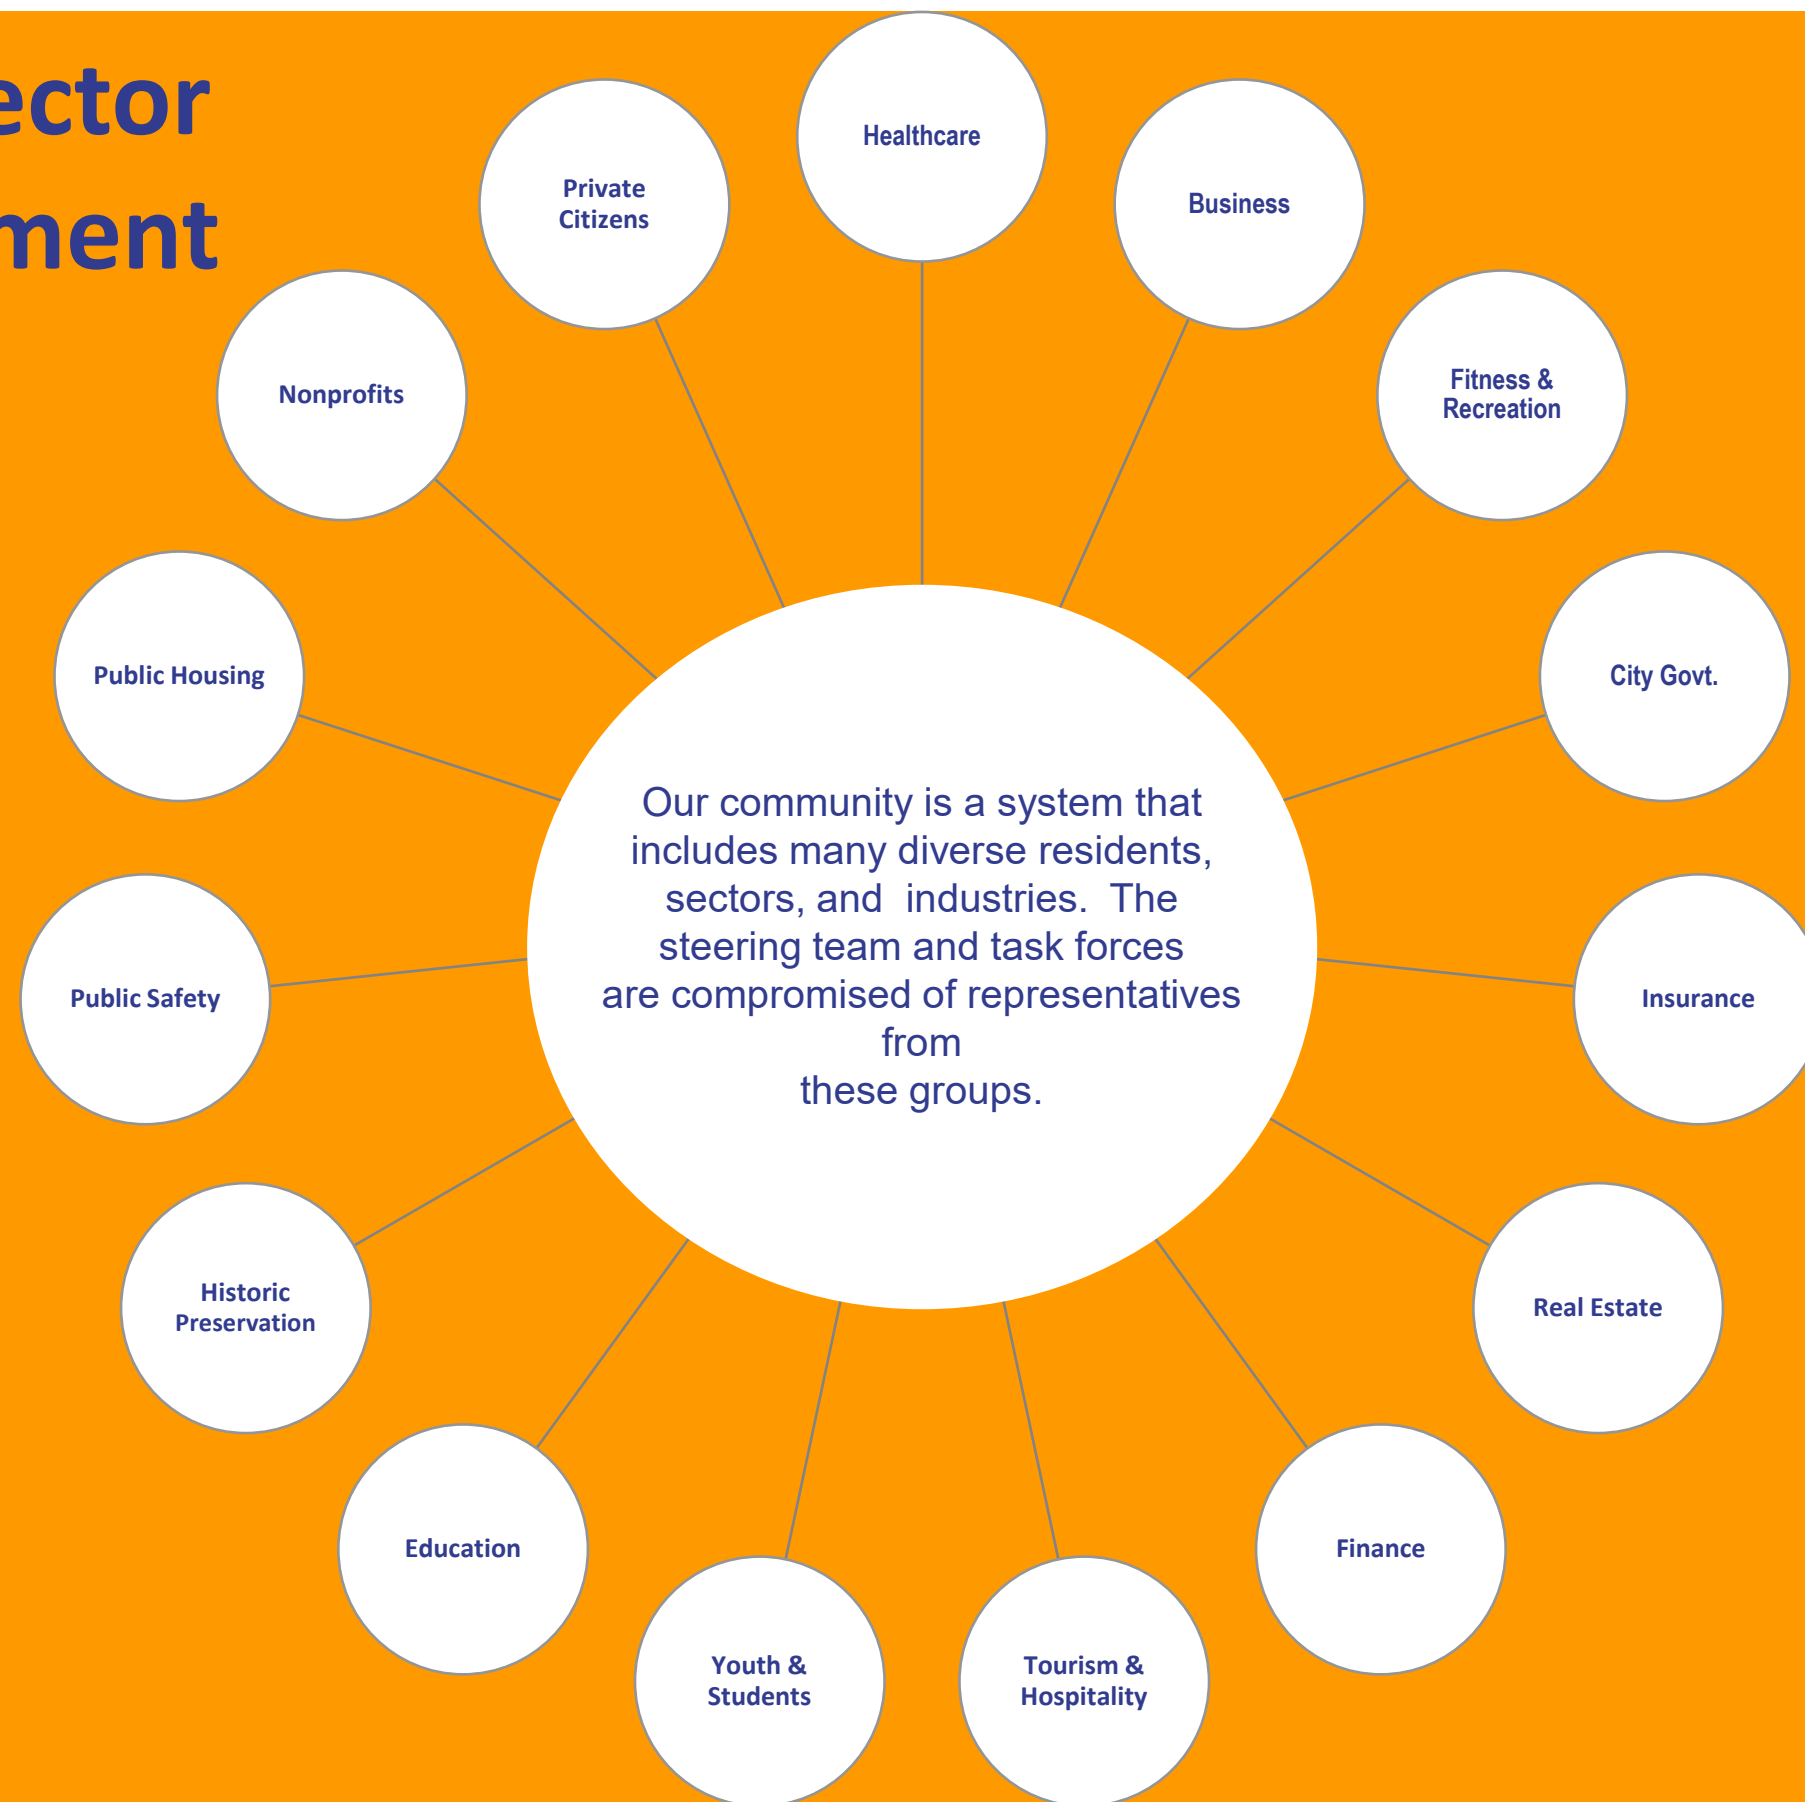 ector
ment
Healthcare
Private
Citizens
Business
Nonprofits
Fitness &
Recreation
Public Housing
City Govt.
Our community is a system that
includes many diverse residents,
sectors, and  industries.  The
steering team and task forces
are compromised of representatives
from
these groups.
Public Safety
Insurance
Historic
Preservation
Real Estate
Education
Finance
Youth &
Students
Tourism &
Hospitality